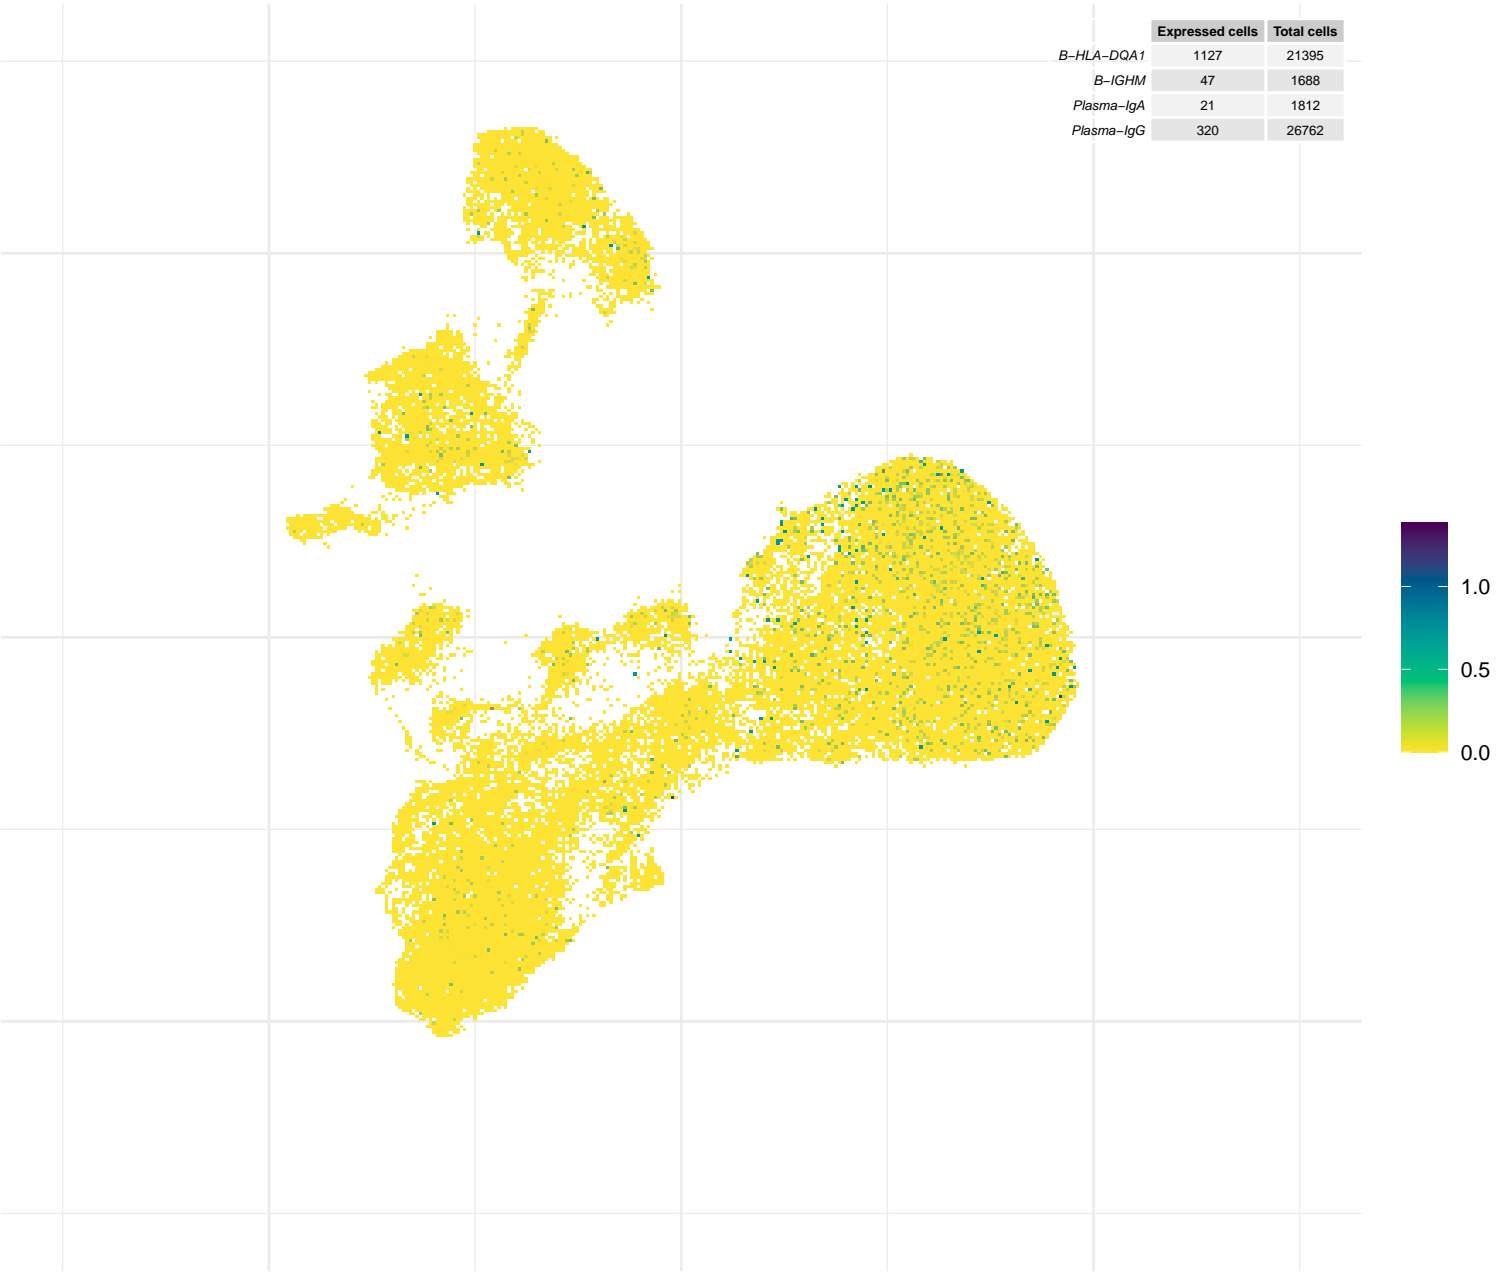 Expressed cells Total cells
B−HLA−DQA1 1127 21395
B−IGHM 47 1688
Plasma−IgA 21 1812
Plasma−IgG 320 26762
1.0
0.5
0.0